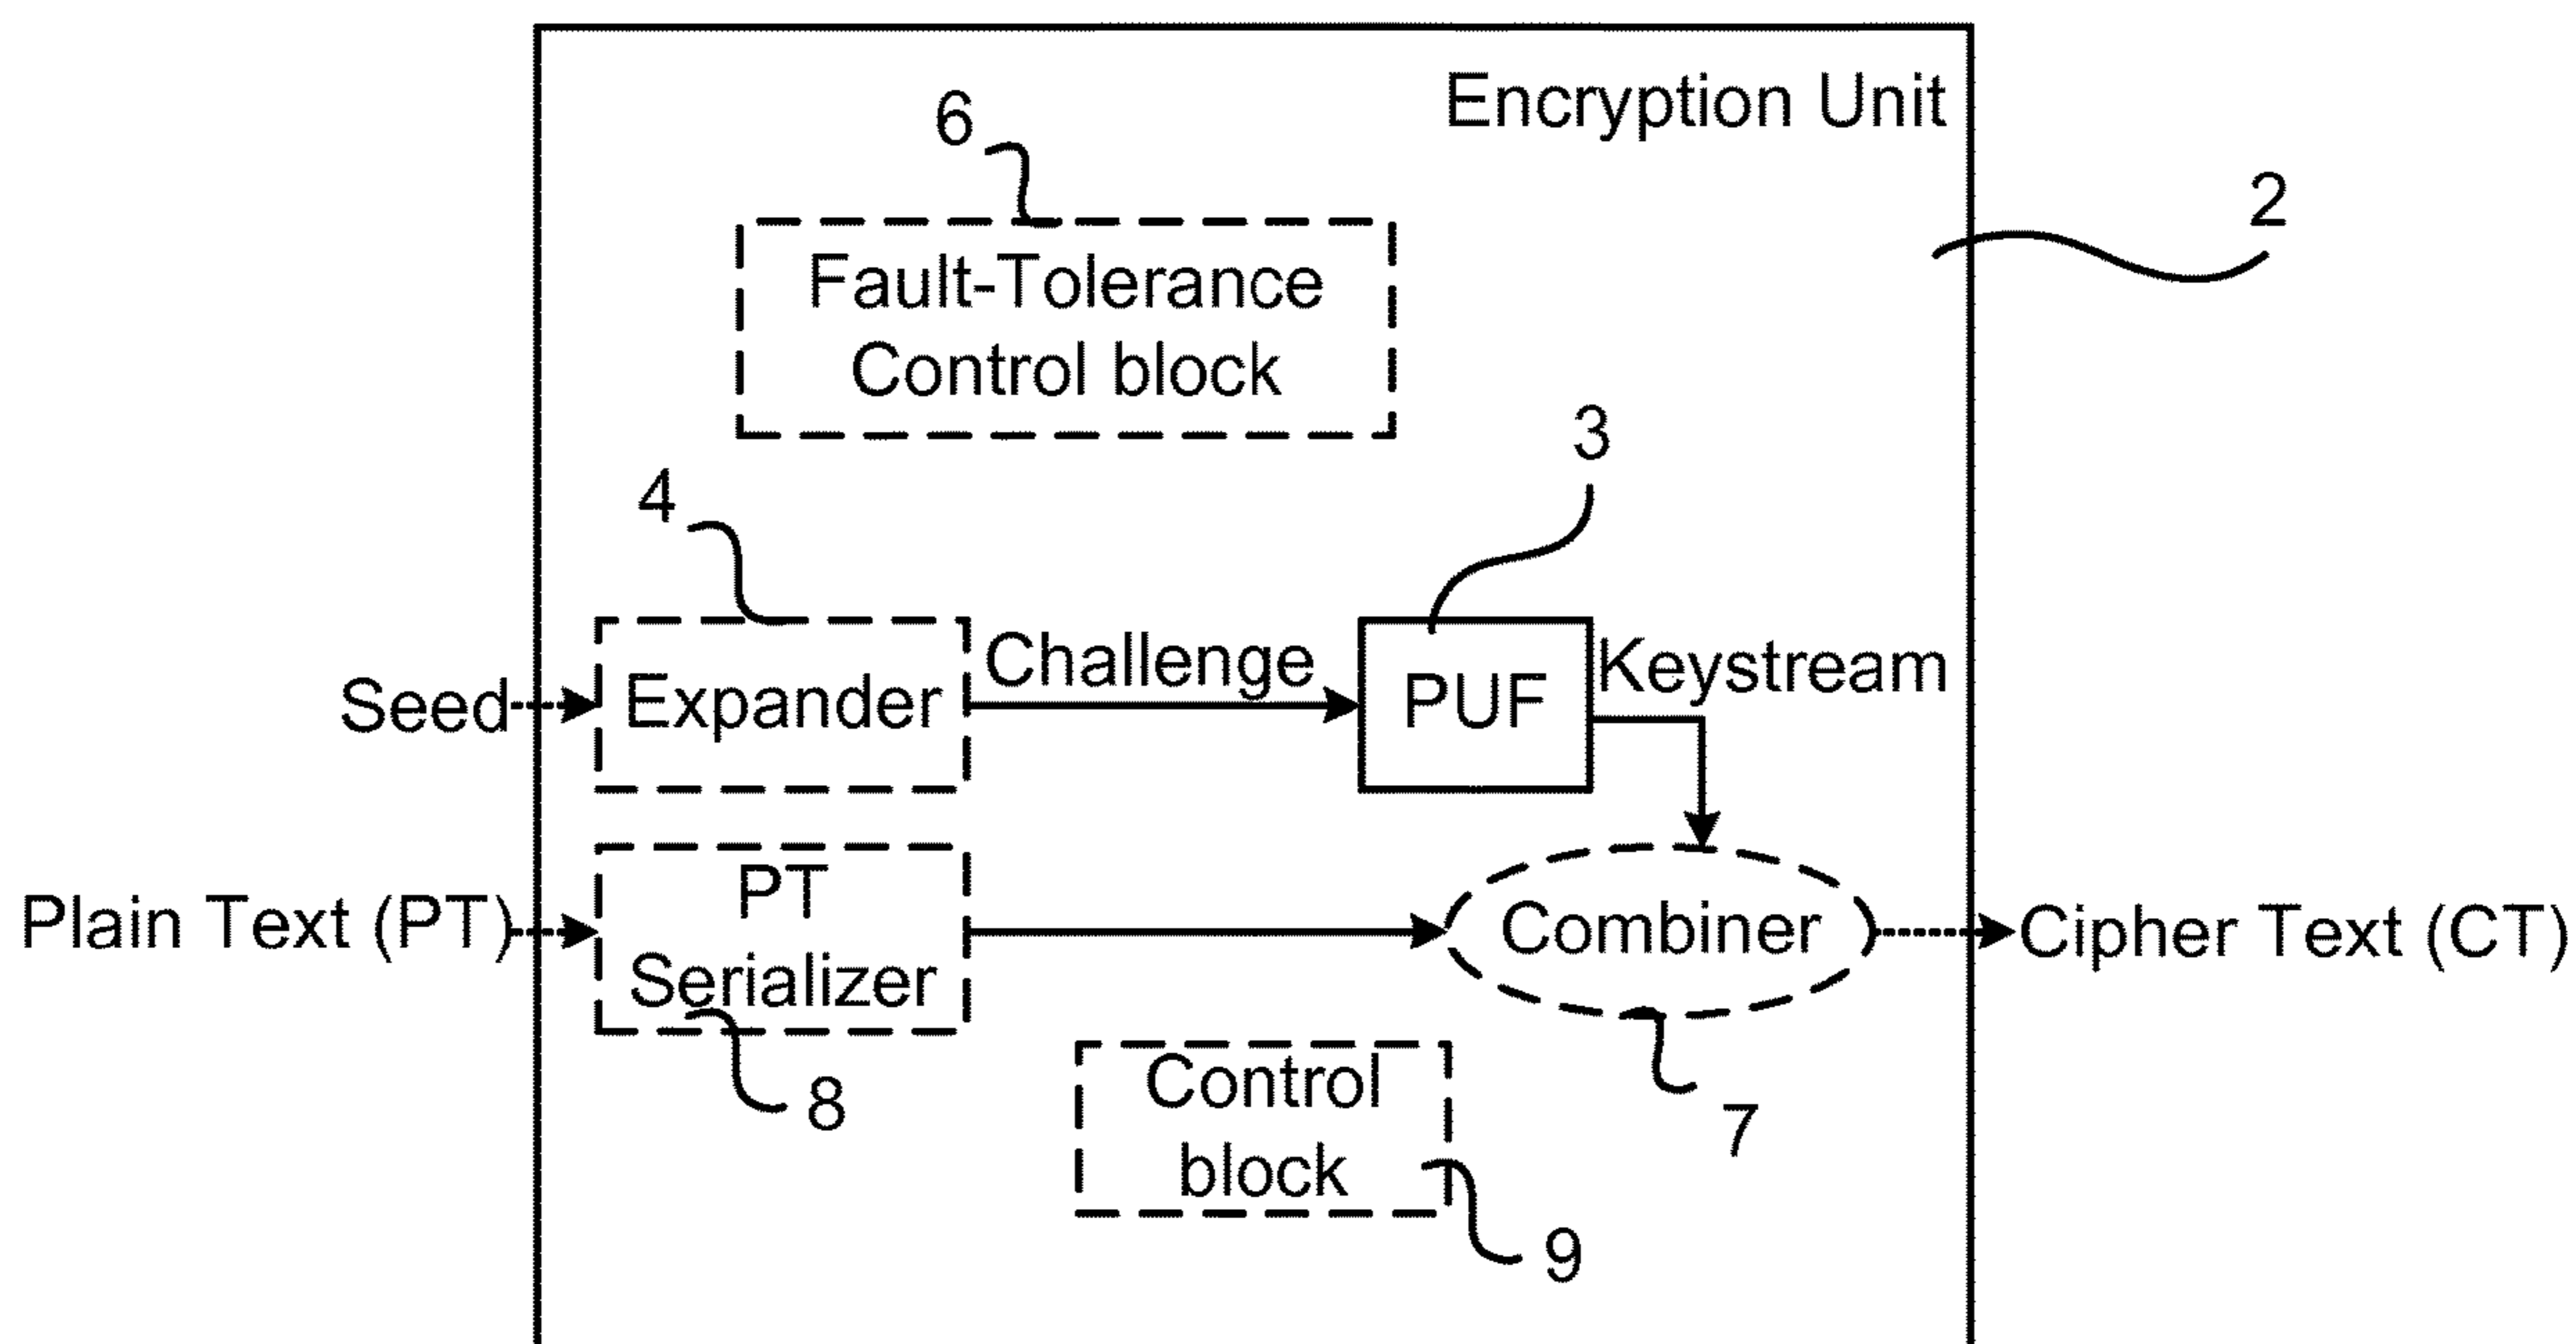 Encryption Unit
6
2
Fault-Tolerance
Control block
3
4
Seed
Expander
Challenge
PUF
Keystream
Plain Text (PT)
PT
Serializer
Combiner
Cipher Text (CT)
8
Control
block
7
9